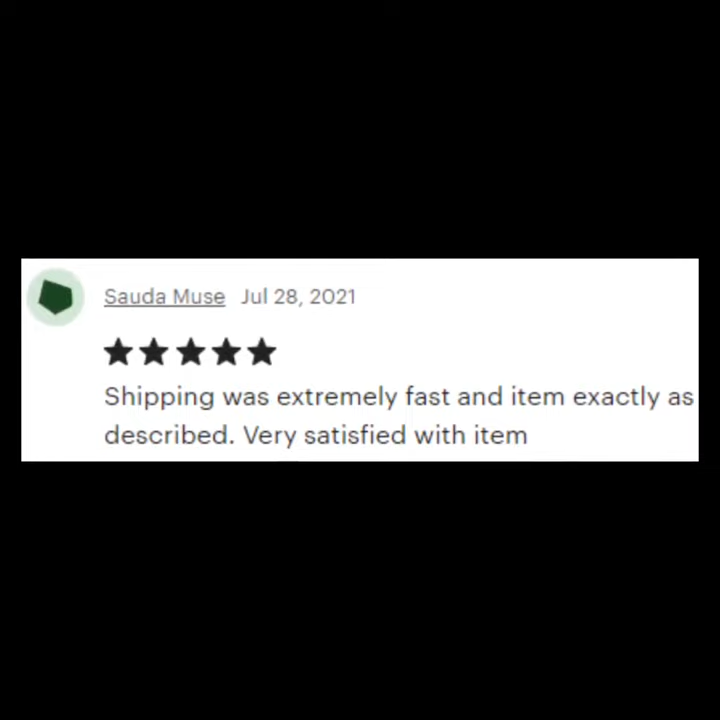 Sauda Muse Jul 28, 2021
Shipping was extremely fast and item exactly as
described. Very satisfied with item